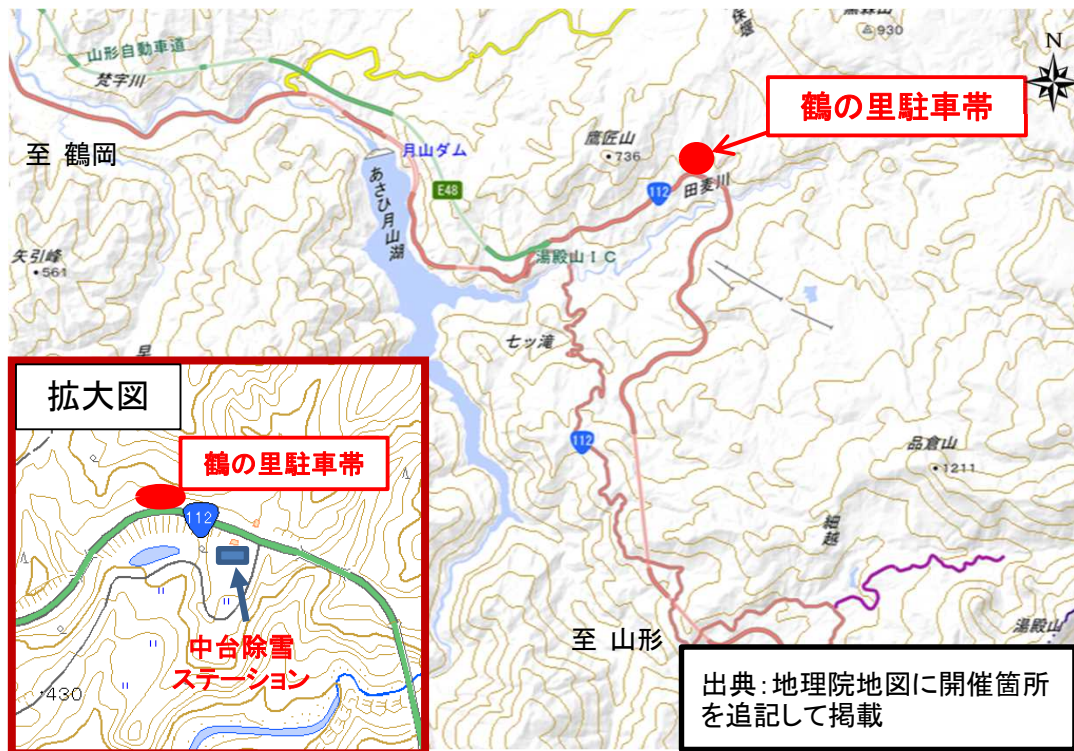 930
山形自動車道
N
梵字川
鶴の里駐車帯
鷹匠山
736
至 鶴岡
月山ダム
E48
112
田麦川
あさひ月山湖
矢引峰
561
湯殿山IC
七ッ滝
早
拡大図
112
品倉山
1211
鶴の里駐車帯
112
細越
湯殿山
中台除雪
ステーション
至 山形
430
出典:地理院地図に開催箇所
を追記して掲載